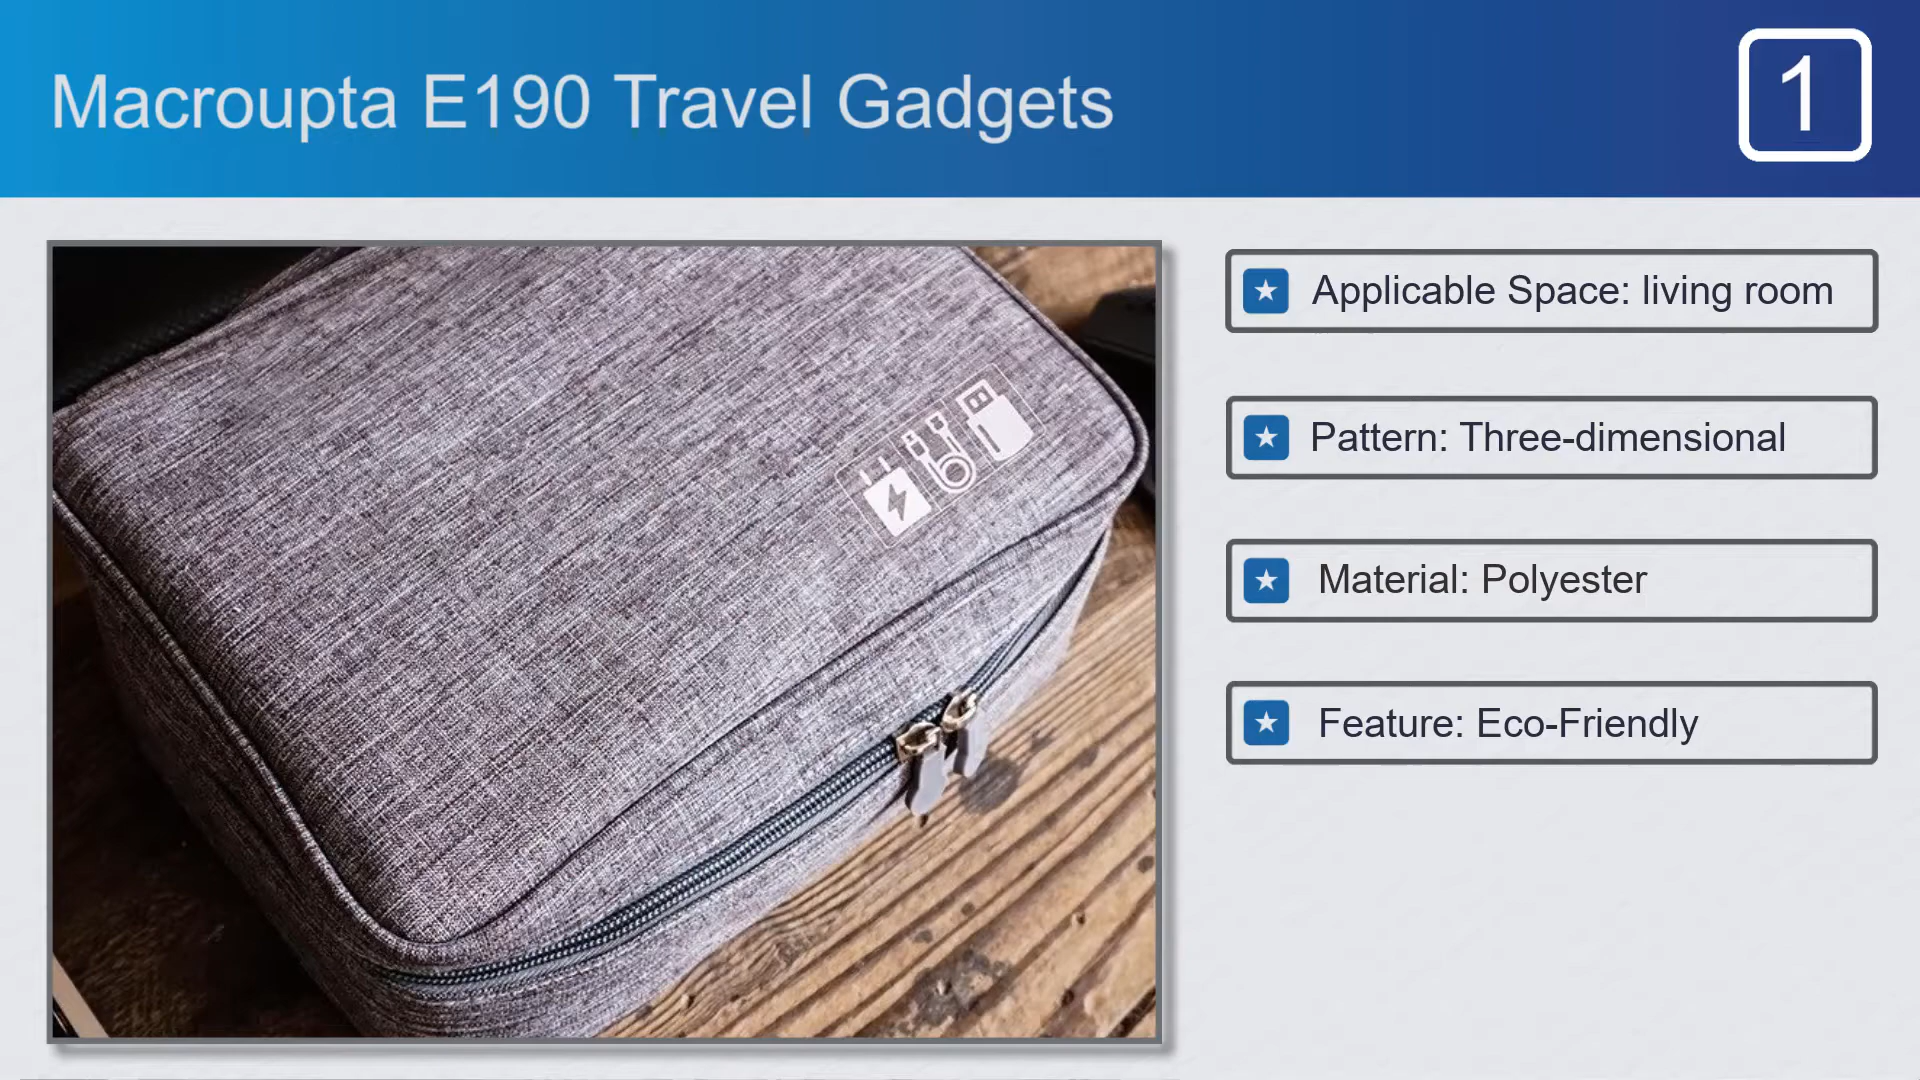 Macroupta E190 Travel Gadgets
1
Applicable Space: living room
Pattern: Three-dimensional
Material: Polyester
Feature: Eco-Friendly